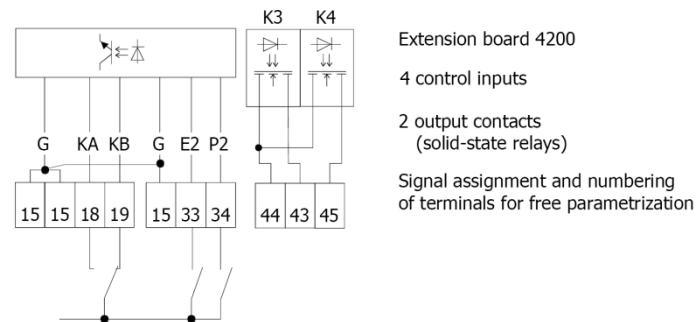 K3 K4
Extension board 4200
4 control inputs
2 output contacts
(solid-state relays)
G KA KB G E2 P2
Signal assignment and numbering
of terminals for free parametrization
15 15 18 19 15 33 34 44 43 45